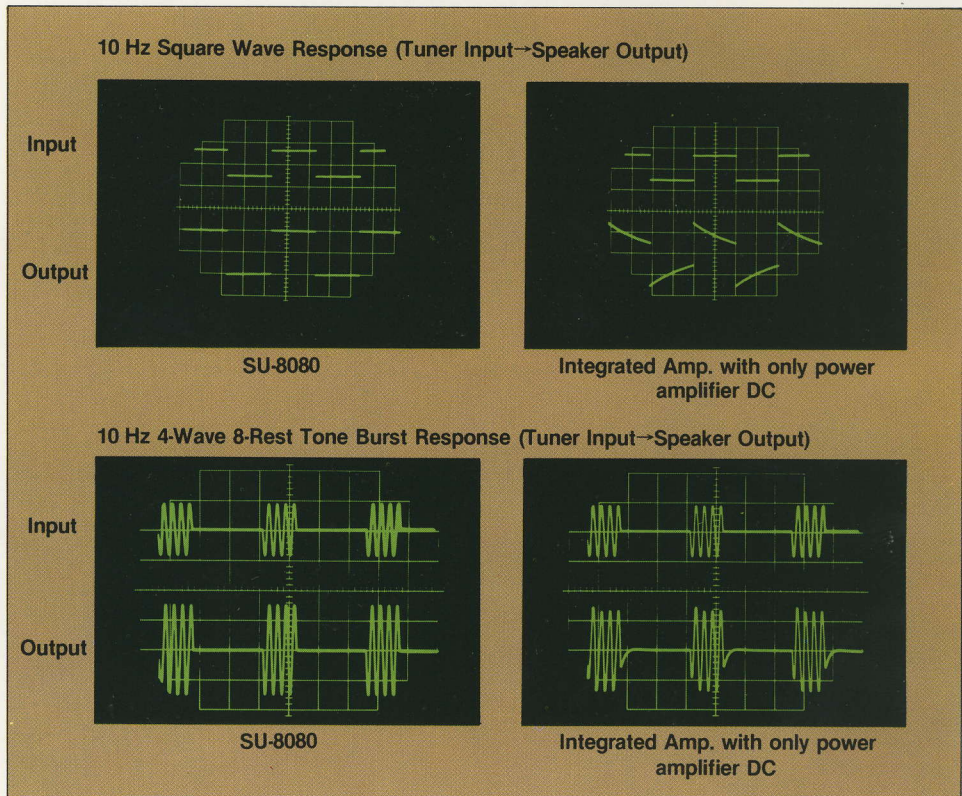 10 Hz Square Wave Response (Tuner Input→Speaker Output)
Input
Output
SU-8080
Integrated Amp. with only power
amplifier DC
10 Hz 4-Wave 8-Rest Tone Burst Response (Tuner Input→Speaker Output)
Input
Output
SU-8080
Integrated Amp. with only power
amplifier DC